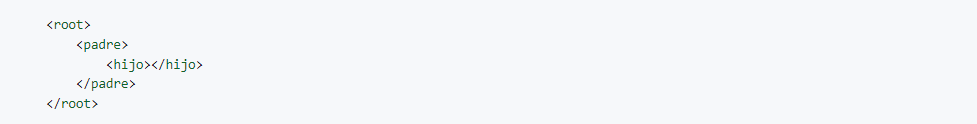 <root>
<padre>
<hijo></hijo>
</padre>
</root>